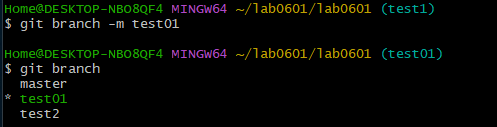 Home@DESKTOP-NBO8QF4 MINGW64 ~/lab0601/lab0601 (test1)
$ git branch -m test01
Home@DESKTOP-NBO8QF4 MINGW64 ~/lab0601/lab0601 (test01)
$ git branch
  master
* test01
  test2